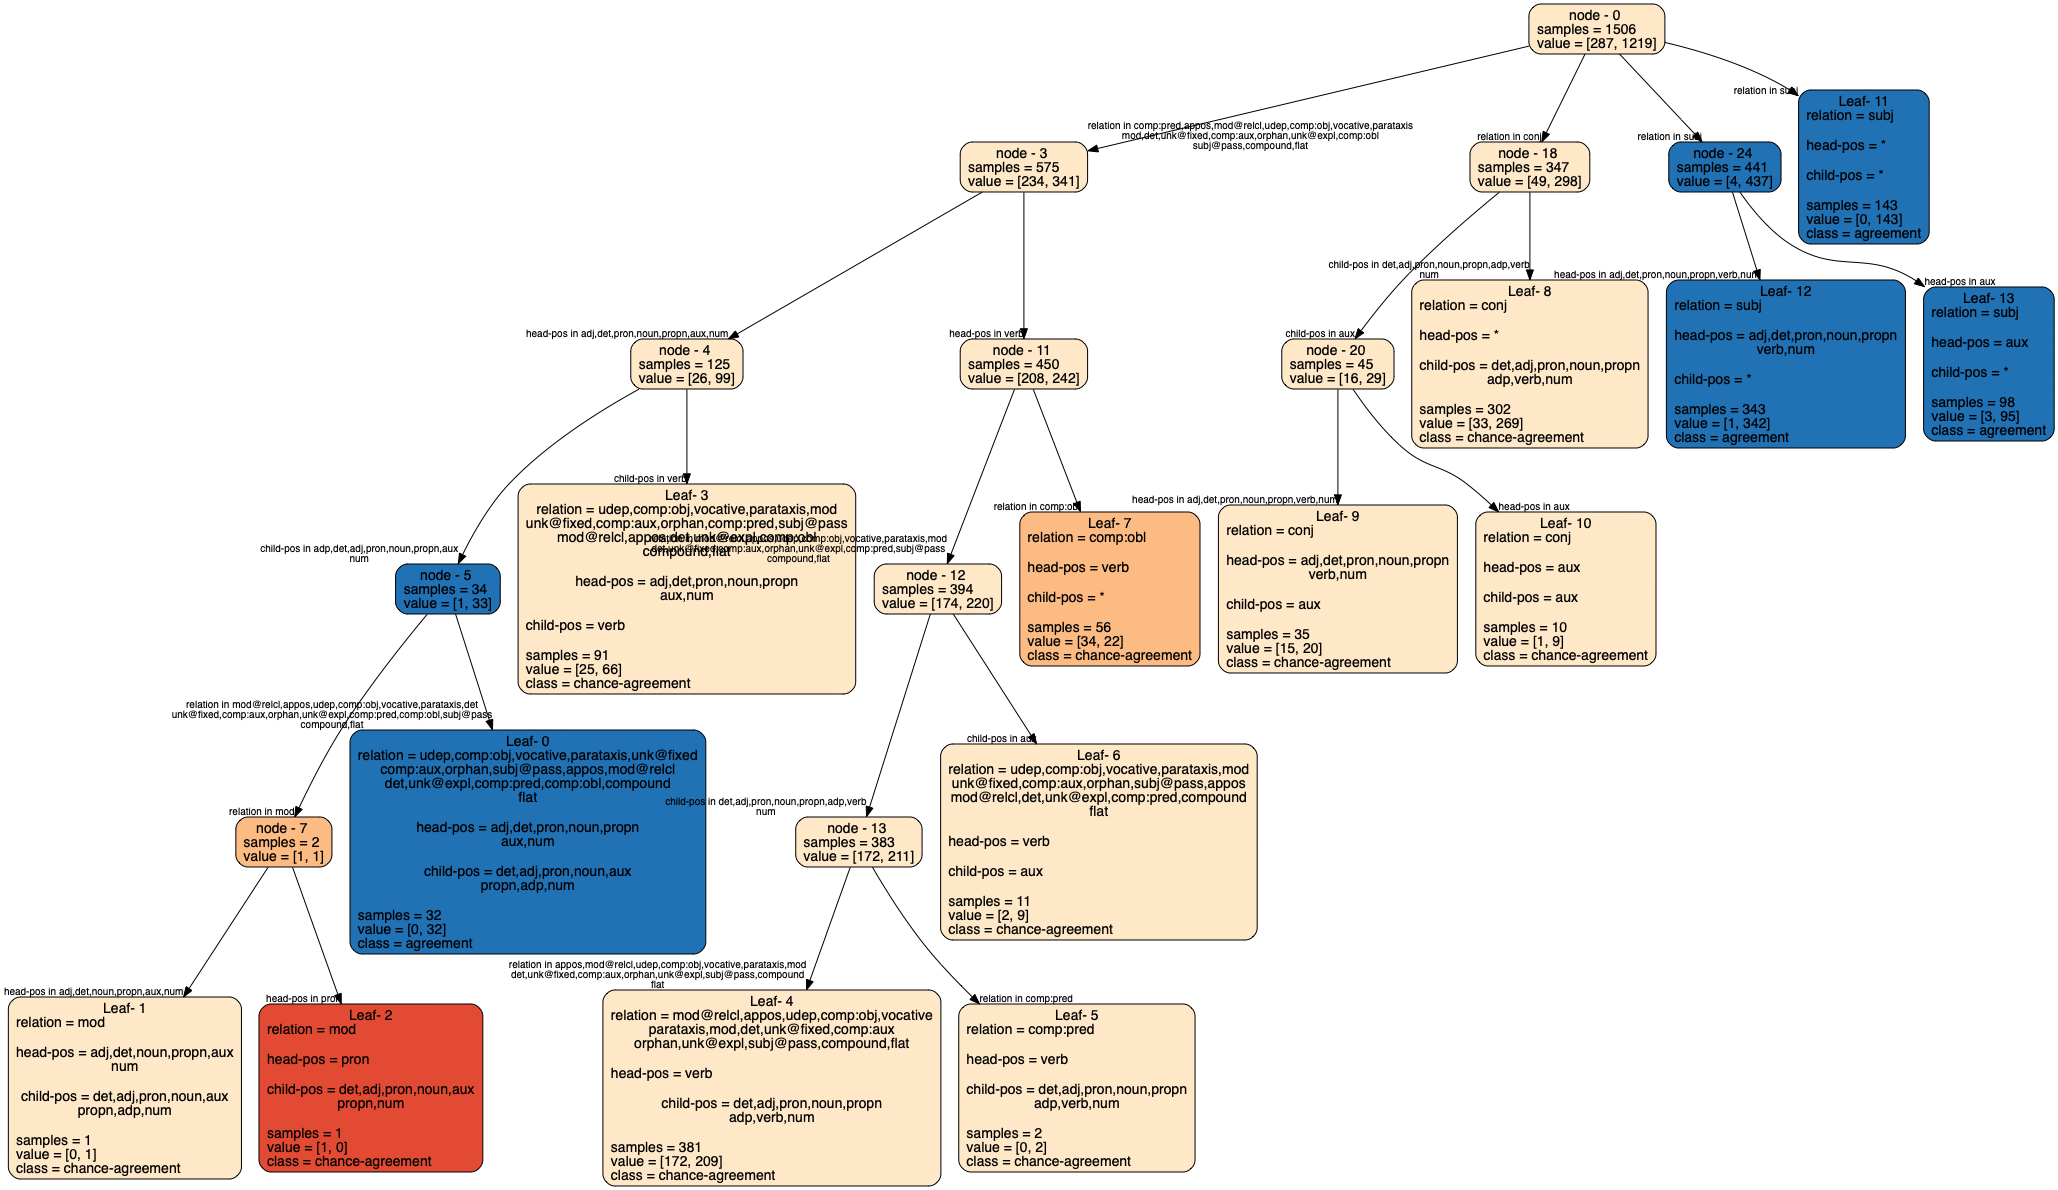 node - 0
samples = 1506
value = [287, 1219]
relation in subj
Leaf- 11
relation = subj
head-pos = *
child-pos = *
samples = 143
value = [0, 143]
class = agreement
relation in comp:pred,appos,mod@relcl,udep,comp:obj,vocative,parataxis
mod,det,unk@fixed,comp:aux,orphan,unk@expl,comp:obl
subj@pass,compound,flat
node - 3
samples = 575
value = [234, 341]
relation in conj
node - 18
samples = 347
value = [49, 298]
relation in subj
node - 24
samples = 441
value = [4, 437]
head-pos in adj,det,pron,noun,propn,aux,num
node - 4
samples = 125
value = [26, 99]
head-pos in verb
node - 11
samples = 450
value = [208, 242]
child-pos in aux
node - 20
samples = 45
value = [16, 29]
child-pos in det,adj,pron,noun,propn,adp,verb
num
Leaf- 8
relation = conj
head-pos = *
child-pos = det,adj,pron,noun,propn
adp,verb,num
samples = 302
value = [33, 269]
class = chance-agreement
head-pos in adj,det,pron,noun,propn,verb,num
Leaf- 12
relation = subj
head-pos = adj,det,pron,noun,propn
verb,num
child-pos = *
samples = 343
value = [1, 342]
class = agreement
head-pos in aux
Leaf- 13
relation = subj
head-pos = aux
child-pos = *
samples = 98
value = [3, 95]
class = agreement
child-pos in adp,det,adj,pron,noun,propn,aux
num
node - 5
samples = 34
value = [1, 33]
child-pos in verb
Leaf- 3
relation = udep,comp:obj,vocative,parataxis,mod
unk@fixed,comp:aux,orphan,comp:pred,subj@pass
mod@relcl,appos,det,unk@expl,comp:obl
compound,flat
head-pos = adj,det,pron,noun,propn
aux,num
child-pos = verb
samples = 91
value = [25, 66]
class = chance-agreement
comp:obj,vocative,parataxis,mod
det,unk@fixed,comp:aux,orphan,unk@expl,comp:pred,subj@pass
compound,flat
node - 12
samples = 394
value = [174, 220]
relation in comp:obl
Leaf- 7
relation = comp:obl
head-pos = verb
child-pos = *
samples = 56
value = [34, 22]
class = chance-agreement
head-pos in adj,det,pron,noun,propn,verb,num
Leaf- 9
relation = conj
head-pos = adj,det,pron,noun,propn
verb,num
child-pos = aux
samples = 35
value = [15, 20]
class = chance-agreement
head-pos in aux
Leaf- 10
relation = conj
head-pos = aux
child-pos = aux
samples = 10
value = [1, 9]
class = chance-agreement
relation in mod
node - 7
samples = 2
value = [1, 1]
relation in mod@relcl,appos,udep,comp:obj,vocative,parataxis,det
unk@fixed,comp:aux,orphan,unk@expl,comp:pred,comp:obl,subj@pass
compound,flat
Leaf- 0
relation = udep,comp:obj,vocative,parataxis,unk@fixed
comp:aux,orphan,subj@pass,appos,mod@relcl
det,unk@expl,comp:pred,comp:obl,compound
flat
head-pos = adj,det,pron,noun,propn
aux,num
child-pos = det,adj,pron,noun,aux
propn,adp,num
samples = 32
value = [0, 32]
class = agreement
child-pos in det,adj,pron,noun,propn,adp,verb
num
node - 13
samples = 383
value = [172, 211]
child-pos in aux
Leaf- 6
relation = udep,comp:obj,vocative,parataxis,mod
unk@fixed,comp:aux,orphan,subj@pass,appos
mod@relcl,det,unk@expl,comp:pred,compound
flat
head-pos = verb
child-pos = aux
samples = 11
value = [2, 9]
class = chance-agreement
head-pos in adj,det,noun,propn,aux,num
Leaf- 1
relation = mod
head-pos = adj,det,noun,propn,aux
num
child-pos = det,adj,pron,noun,aux
propn,adp,num
samples = 1
value = [0, 1]
class = chance-agreement
head-pos in pron
Leaf- 2
relation = mod
head-pos = pron
child-pos = det,adj,pron,noun,aux
propn,num
samples = 1
value = [1, 0]
class = chance-agreement
relation in appos,mod@relcl,udep,comp:obj,vocative,parataxis,mod
det,unk@fixed,comp:aux,orphan,unk@expl,subj@pass,compound
flat
Leaf- 4
relation = mod@relcl,appos,udep,comp:obj,vocative
parataxis,mod,det,unk@fixed,comp:aux
orphan,unk@expl,subj@pass,compound,flat
head-pos = verb
child-pos = det,adj,pron,noun,propn
adp,verb,num
samples = 381
value = [172, 209]
class = chance-agreement
relation in comp:pred
Leaf- 5
relation = comp:pred
head-pos = verb
child-pos = det,adj,pron,noun,propn
adp,verb,num
samples = 2
value = [0, 2]
class = chance-agreement